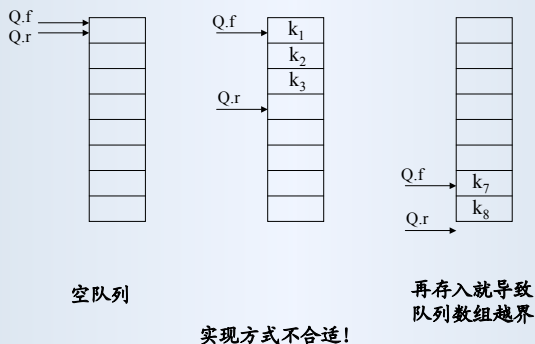 Q.f
Q.r
Q.f
k1
k2
k3
Q.r
Q.f
k7
k8
Q.r
空队列
再存入就导致
队列数组越界
实现方式不合适！